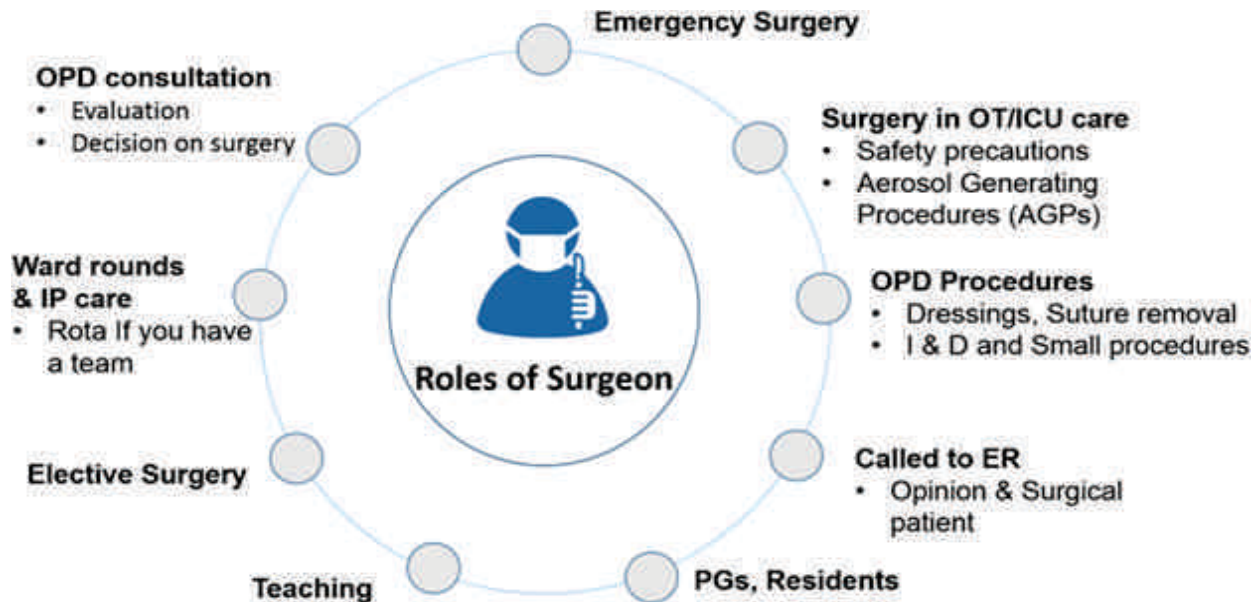 Emergency Surgery
OPD consultation
• Evaluation
• Decision on surgery
Surgery in OT/ICU care
• Safety precautions
• Aerosol Generating
Procedures (AGPs)
Ward rounds
& IP care
• Rota If you have
a team
OPD Procedures
• Dressings, Suture removal
• I & D and Small procedures
Roles of Surgeon
Elective Surgery
Called to ER
• Opinion & Surgical
patient
Teaching
PGs, Residents